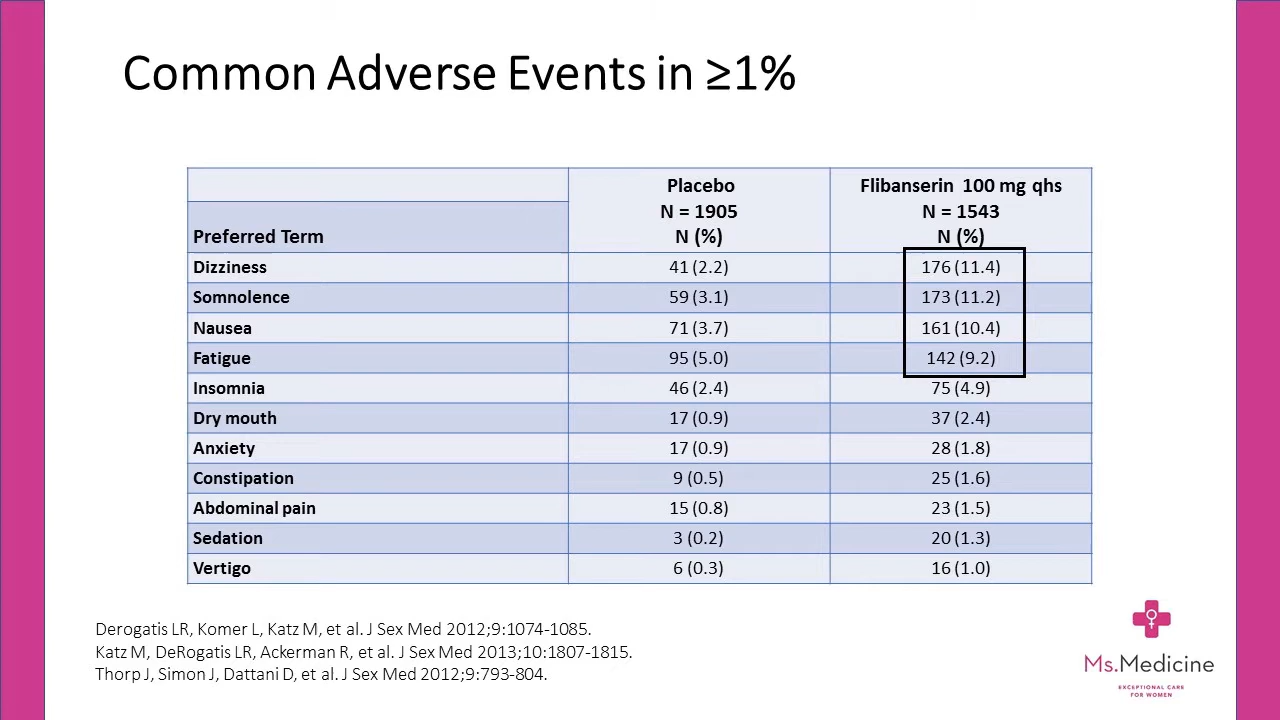 Common Adverse Events in ≥1%
Placebo
N = 1905
N (%)
Flibanserin 100 mg qhs
N = 1543
N (%)
Preferred Term
Dizziness 41 (2.2) 176 (11.4)
Somnolence 59 (3.1) 173 (11.2)
Nausea 71 (3.7) 161 (10.4)
Fatigue 95 (5.0) 142 (9.2)
Insomnia 46 (2.4) 75 (4.9)
Dry mouth 17 (0.9) 37 (2.4)
Anxiety 17 (0.9) 28 (1.8)
Constipation 9 (0.5) 25 (1.6)
Abdominal pain 15 (0.8) 23 (1.5)
Sedation 3 (0.2) 20 (1.3)
Vertigo 6 (0.3) 16 (1.0)
Derogatis LR, Komer L, Katz M, et al. J Sex Med 2012;9:1074-1085.
Katz M, DeRogatis LR, Ackerman R, et al. J Sex Med 2013;10:1807-1815.
Thorp J, Simon J, Dattani D, et al. J Sex Med 2012;9:793-804.
Ms.Medicine
EXCEPTIONAL CARE
FOR WOMEN